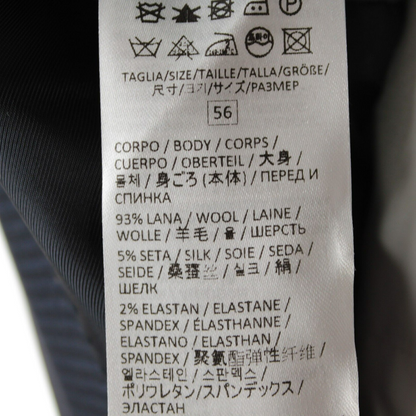 TAGLIA/SIZE/TAILLE/TALLA/GRÖßE/
尺寸/크기/サイズ/РАЗМЕР
56
CORPO / BODY / CORPS /
CUERPO / OBERTEIL / 大身 /
몸체 / 身ごろ (本体) / ПЕРЕД И
СПИНКА
93% LANA / WOOL / LAINE /
WOLLE / 羊毛 / 울 / ШЕРСТЬ
5% SETA / SILK / SOIE / SEDA /
SEIDE / 桑蚕丝 / 실크 / 絹 /
ШЕЛК
2% ELASTAN / ELASTANE /
SPANDEX / ÉLASTHANNE /
ELASTANO / ELASTHAN /
SPANDEX / 聚氨酯弹性纤维 /
엘라스테인 / 스판덱스 /
ポリウレタン/スパンデックス /
ЭЛАСТАН